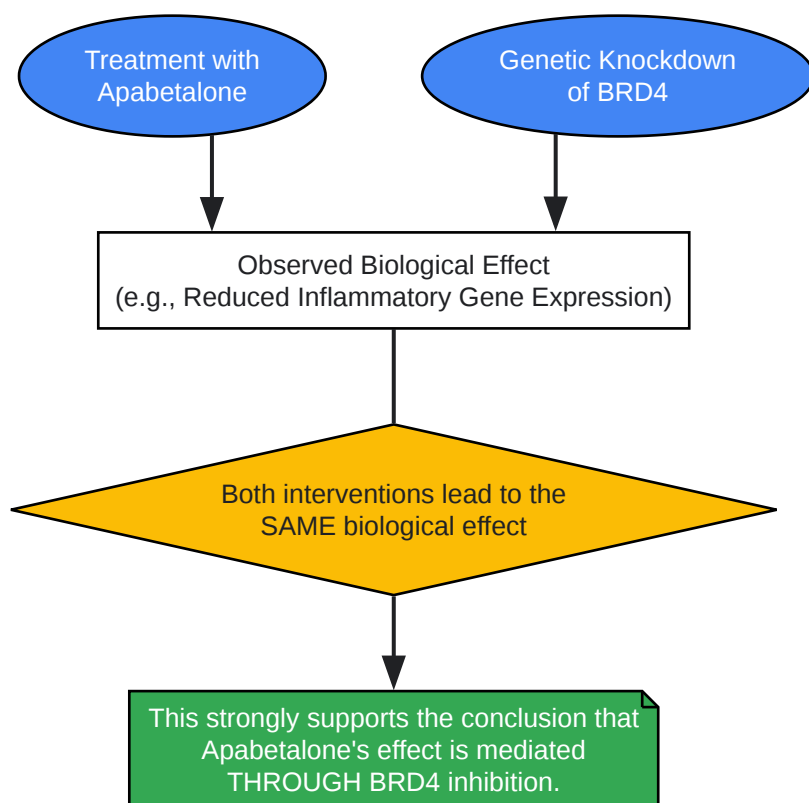 Treatment with
Apabetalone
Genetic Knockdown
of BRD4
Observed Biological Effect
(e.g., Reduced Inflammatory Gene Expression)
Both interventions lead to the
SAME biological effect
This strongly supports the conclusion that
Apabetalone's effect is mediated
THROUGH BRD4 inhibition.